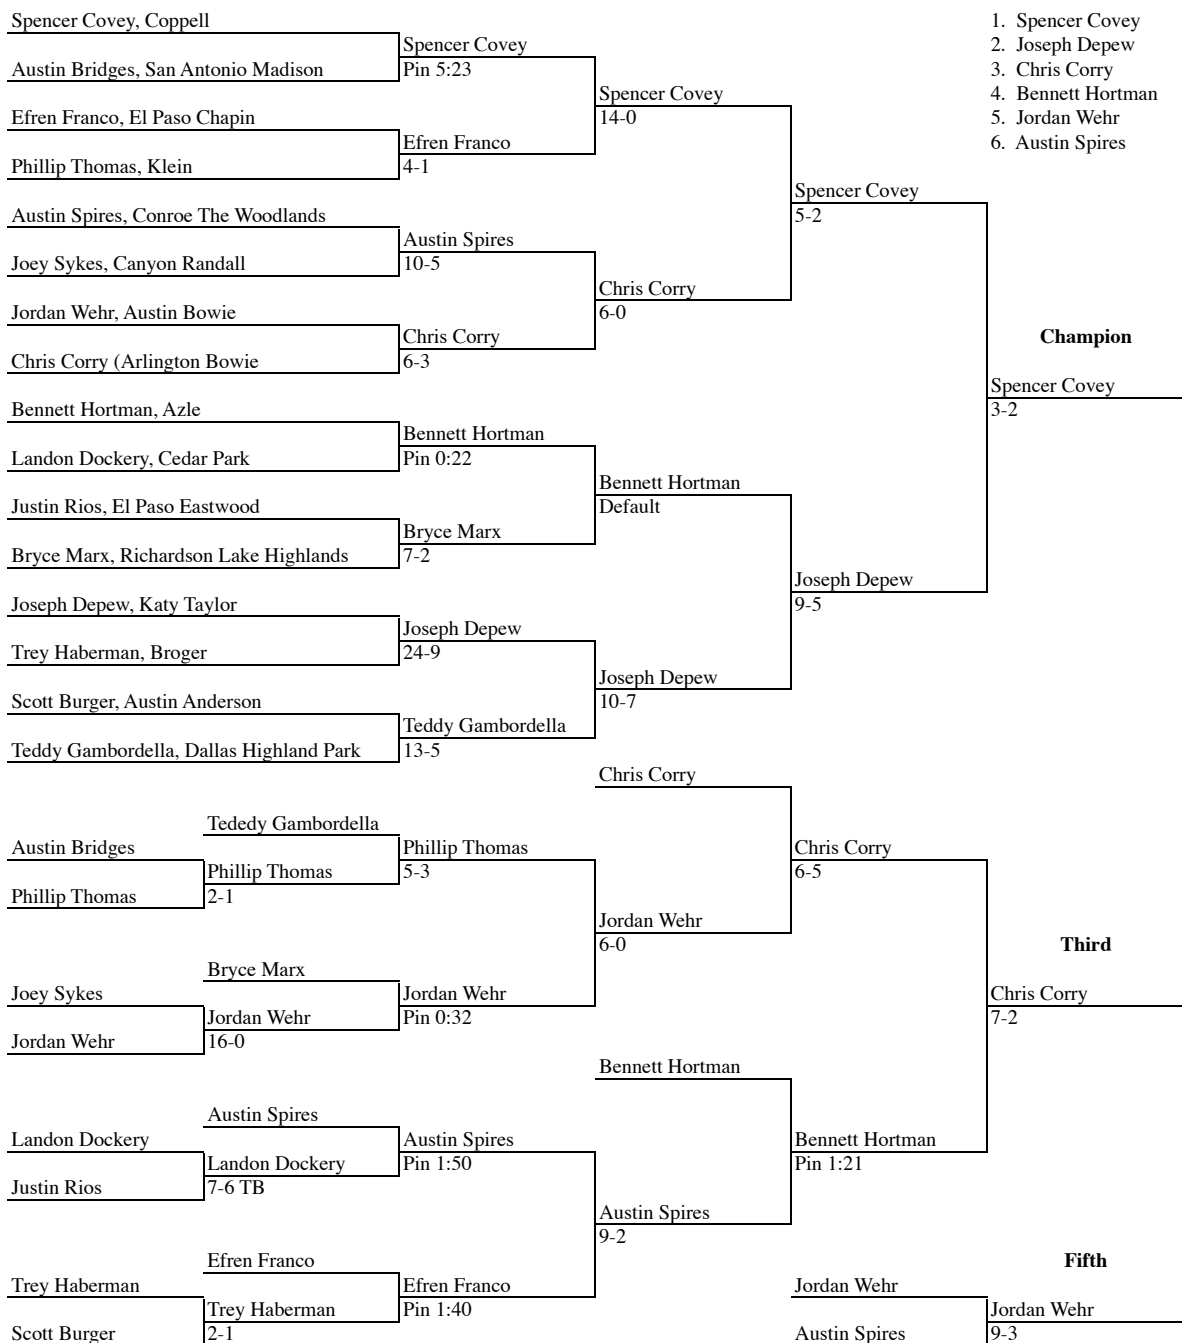 Spencer Covey, Coppell
Austin Bridges, San Antonio Madison
Efren Franco, El Paso Chapin
Phillip Thomas, Klein
Austin Spires, Conroe The Woodlands
Joey Sykes, Canyon Randall
Jordan Wehr, Austin Bowie
Chris Corry (Arlington Bowie
Bennett Hortman, Azle
Landon Dockery, Cedar Park
Justin Rios, El Paso Eastwood
Bryce Marx, Richardson Lake Highlands
Joseph Depew, Katy Taylor
Trey Haberman, Broger
Scott Burger, Austin Anderson
Teddy Gambordella, Dallas Highland Park
Spencer Covey
Pin 5:23
Efren Franco
4-1
Austin Spires
10-5
Chris Corry
6-3
Bennett Hortman
Pin 0:22
Bryce Marx
7-2
Joseph Depew
24-9
Teddy Gambordella
13-5
Spencer Covey
14-0
Chris Corry
6-0
Bennett Hortman
Default
Joseph Depew
10-7
Spencer Covey
5-2
Joseph Depew
9-5
Champion
Spencer Covey
3-2
1. Spencer Covey
2. Joseph Depew
3. Chris Corry
4. Bennett Hortman
5. Jordan Wehr
6. Austin Spires
Austin Bridges
Phillip Thomas
Joey Sykes
Jordan Wehr
Landon Dockery
Justin Rios
Trey Haberman
Scott Burger
Tededy Gambordella
Phillip Thomas
2-1
Bryce Marx
Jordan Wehr
16-0
Austin Spires
Landon Dockery
7-6 TB
Efren Franco
Trey Haberman
2-1
Phillip Thomas
5-3
Jordan Wehr
Pin 0:32
Austin Spires
Pin 1:50
Efren Franco
Pin 1:40
Chris Corry
Jordan Wehr
6-0
Bennett Hortman
Austin Spires
9-2
Chris Corry
6-5
Bennett Hortman
Pin 1:21
Third
Chris Corry
7-2
Fifth
Jordan Wehr
Austin Spires
Jordan Wehr
9-3